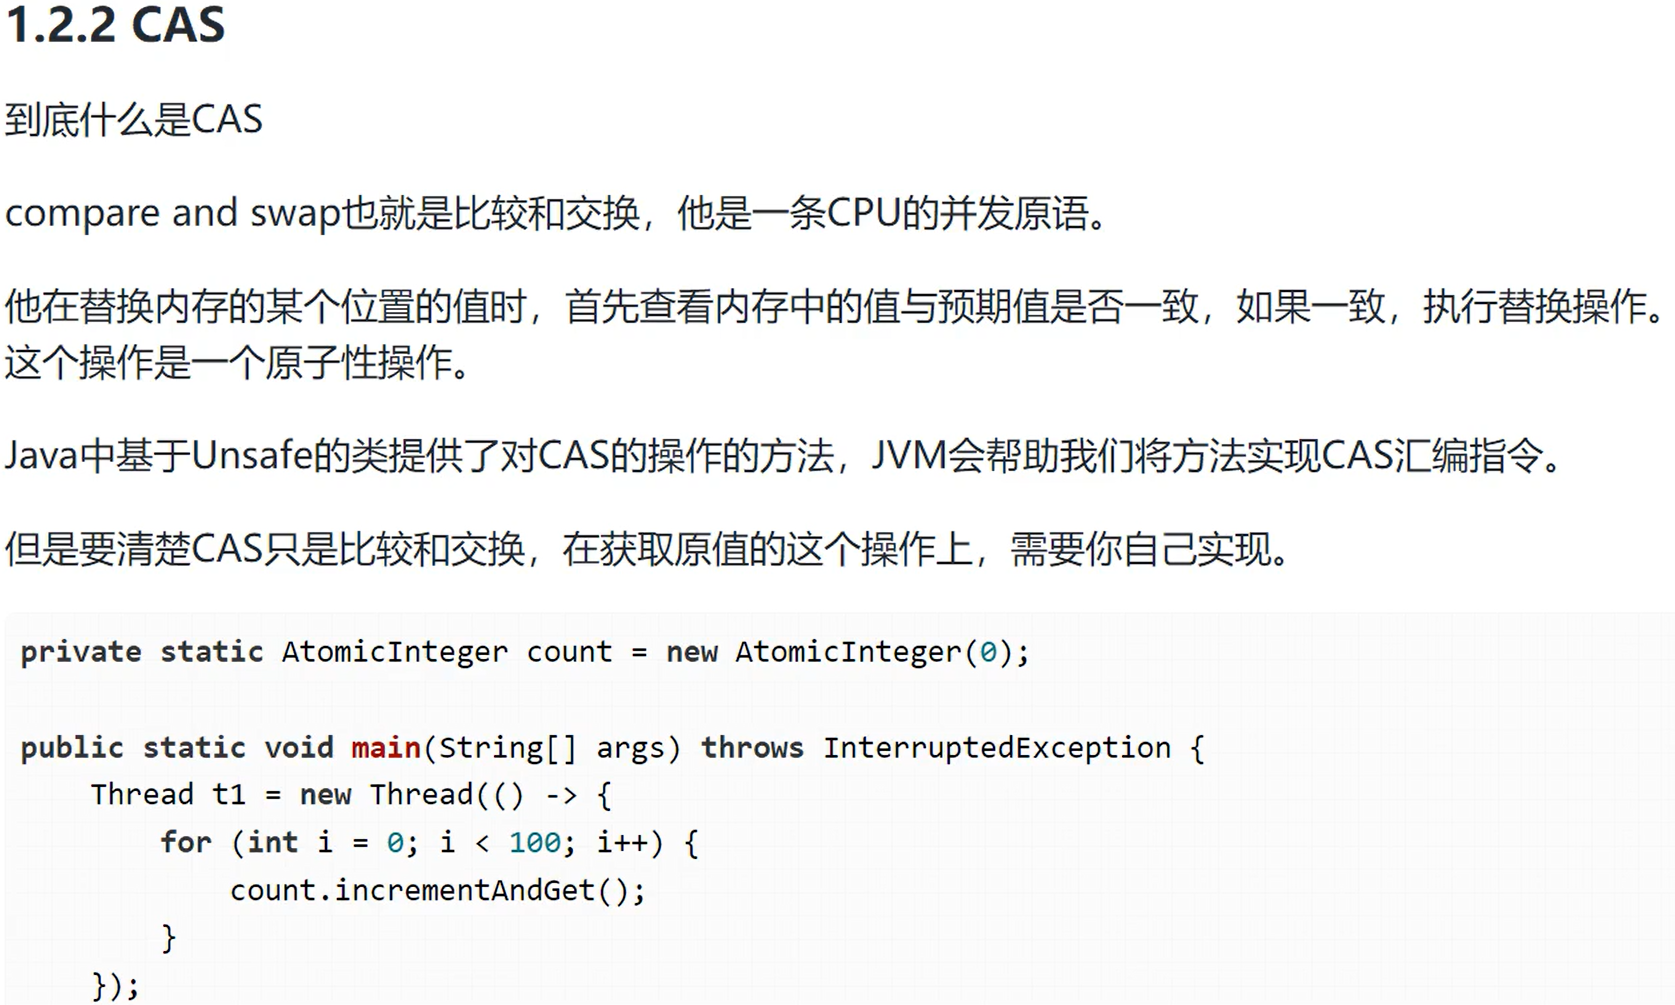 1.2.2 CAS
到底什么是CAS
compare and swap也就是比较和交换，他是一条CPU的并发原语。
他在替换内存的某个位置的值时，首先查看内存中的值与预期值是否一致，如果一致，执行替换操作。
这个操作是一个原子性操作。
Java中基于Unsafe的类提供了对CAS的操作的方法，JVM会帮助我们将方法实现CAS汇编指令。
但是要清楚CAS只是比较和交换，在获取原值的这个操作上，需要你自己实现。
private static AtomicInteger count = new AtomicInteger(0);
public static void main(String[] args) throws InterruptedException {
    Thread t1 = new Thread(() -> {
        for (int i = 0; i < 100; i++) {
            count.incrementAndGet();
        }
    });